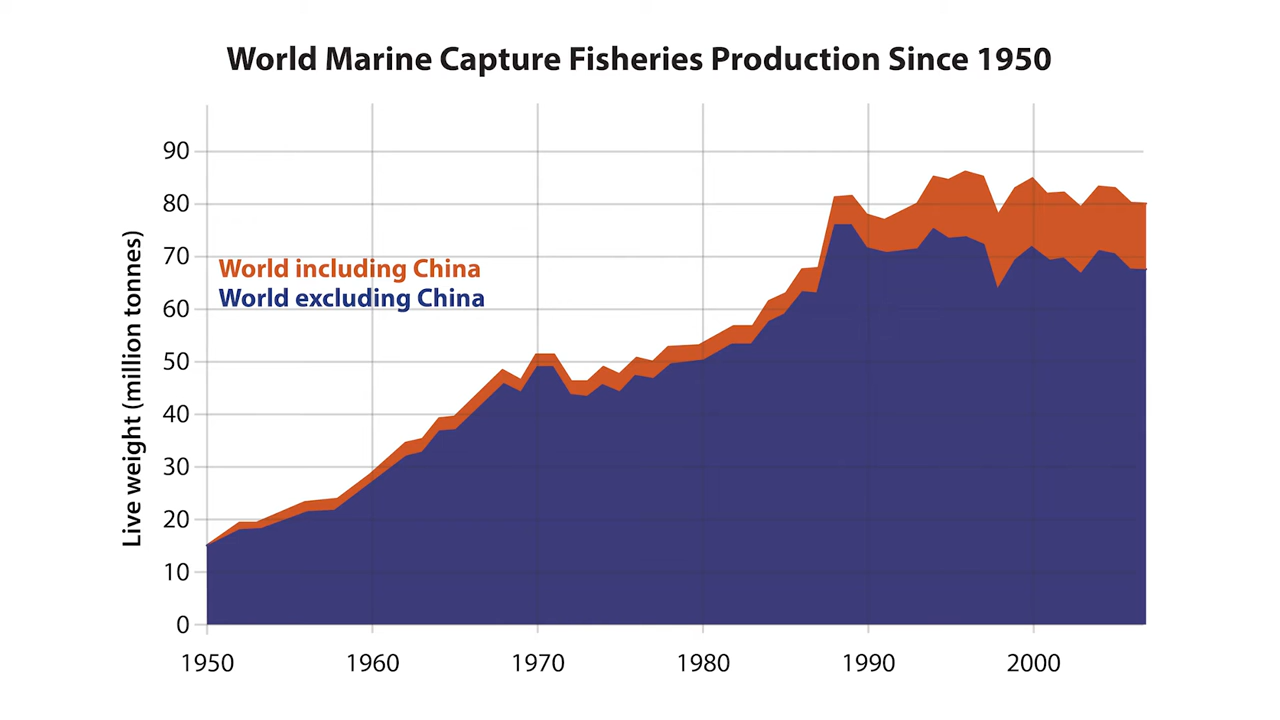 World Marine Capture Fisheries Production Since 1950
90
80
70
60
50
40
30
20
10
0
Live weight (million tonnes)
World including China
World excluding China
1950 1960 1970 1980 1990 2000